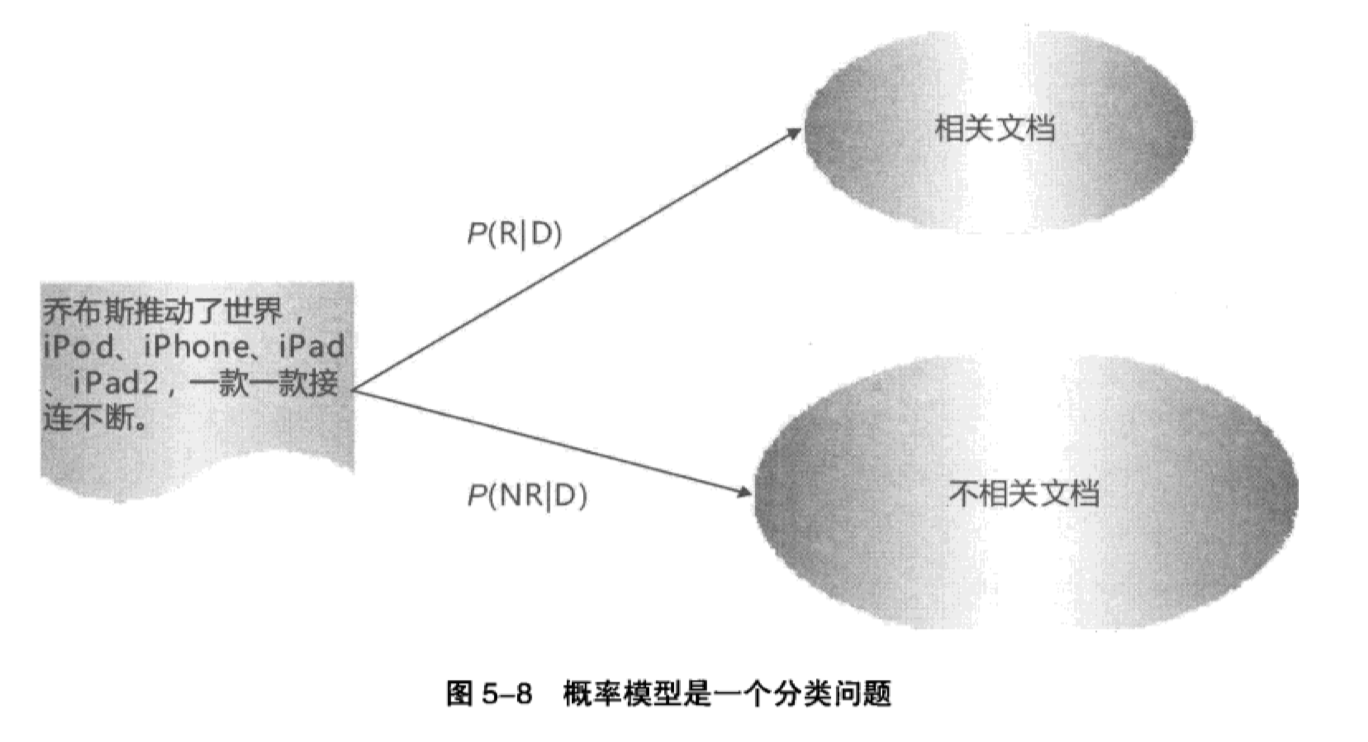 相关文档
P(R|D)
乔布斯推动了世界，
iPod、iPhone、iPad
、iPad2，一款一款接
连不断。
P(NR|D)
不相关文档
图 5-8 概率模型是一个分类问题